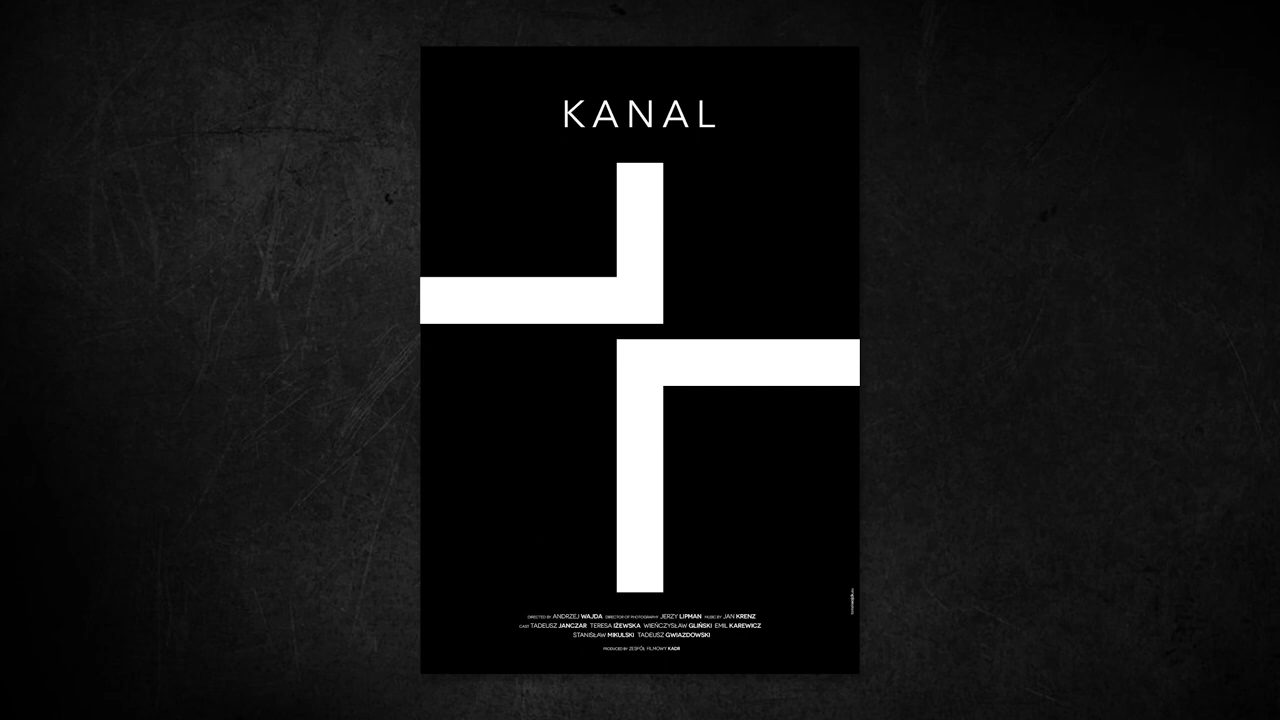 KANAL
DIRECTED BY ANDRZEJ WAJDA DIRECTOR OF PHOTOGRAPHY JERZY LIPMAN MUSIC BY JAN KRENZ
CAST TADEUSZ JANCZAR TERESA IŻEWSKA WIEŃCZYSŁAW GLIŃSKI EMIL KAREWICZ
STANISŁAW MIKULSKI TADEUSZ GWIAZDOWSKI
PRODUCED BY ZESPÓŁ FILMOWY KADR